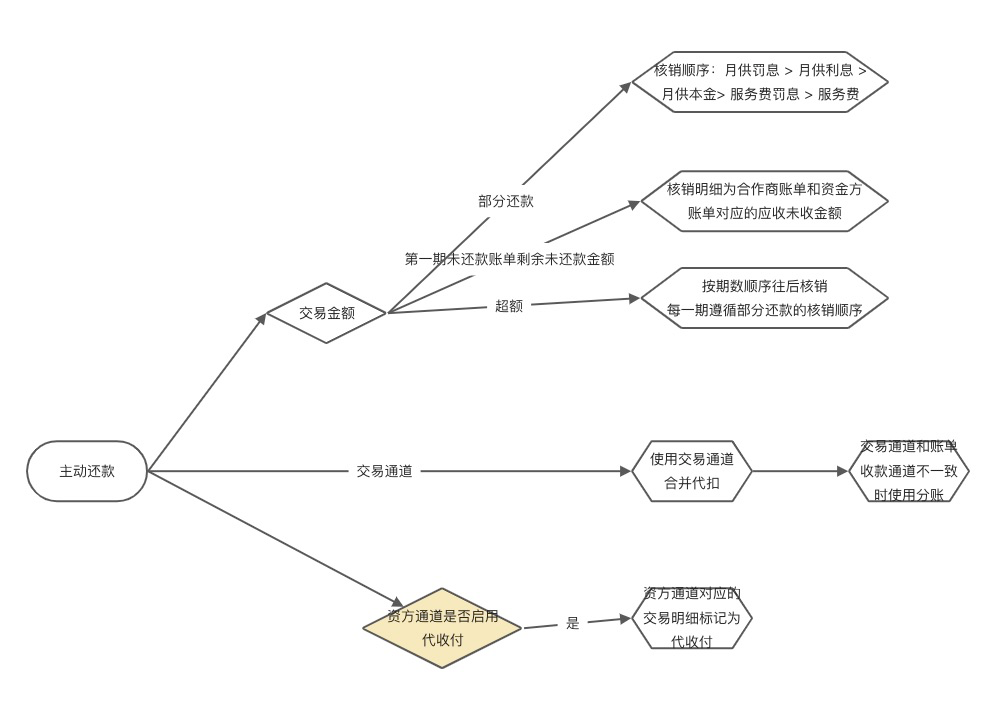 核销顺序：月供罚息 > 月供利息 >
月供本金> 服务费罚息 > 服务费
核销明细为合作商账单和资金方
账单对应的应收未收金额
部分还款
第一期未还款账单剩余未还款金额
按期数顺序往后核销
每一期遵循部分还款的核销顺序
超额
交易金额
主动还款
交易通道
使用交易通道
合并代扣
交易通道和账单
收款通道不一致
时使用分账
资方通道是否启用
代收付
是
资方通道对应的
交易明细标记为
代收付